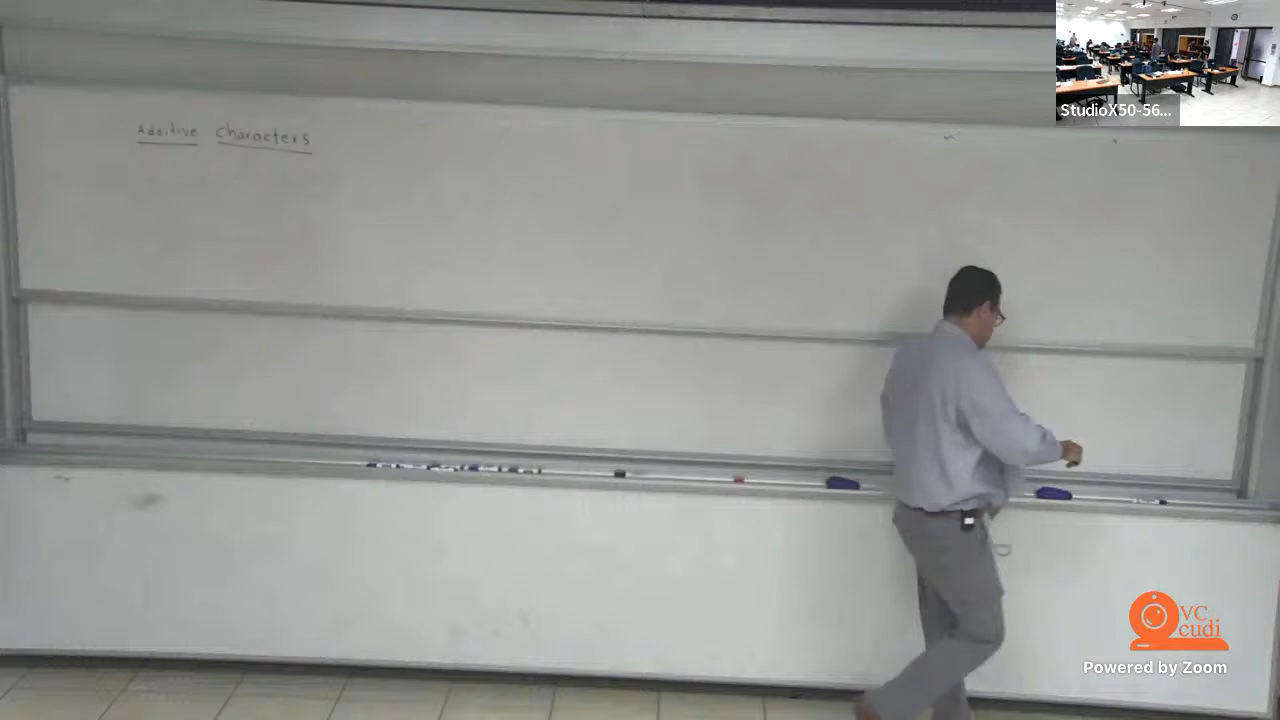 Additive Characters
StudioX50-56...
VC
cudi
Powered by Zoom